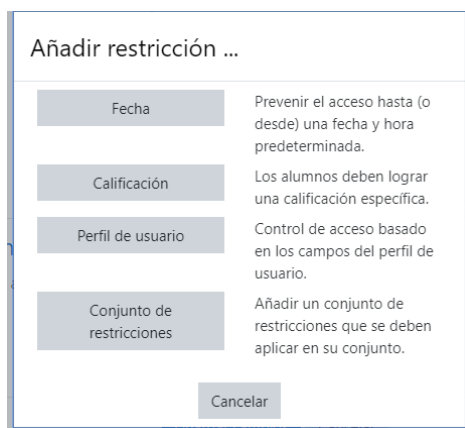 Añadir restricción ...
Fecha
Prevenir el acceso hasta (o
desde) una fecha y hora
predeterminada.
Calificación
Los alumnos deben lograr
una calificación específica.
Perfil de usuario
Control de acceso basado
en los campos del perfil de
usuario.
Conjunto de
restricciones
Añadir un conjunto de
restricciones que se deben
aplicar en su conjunto.
Cancelar